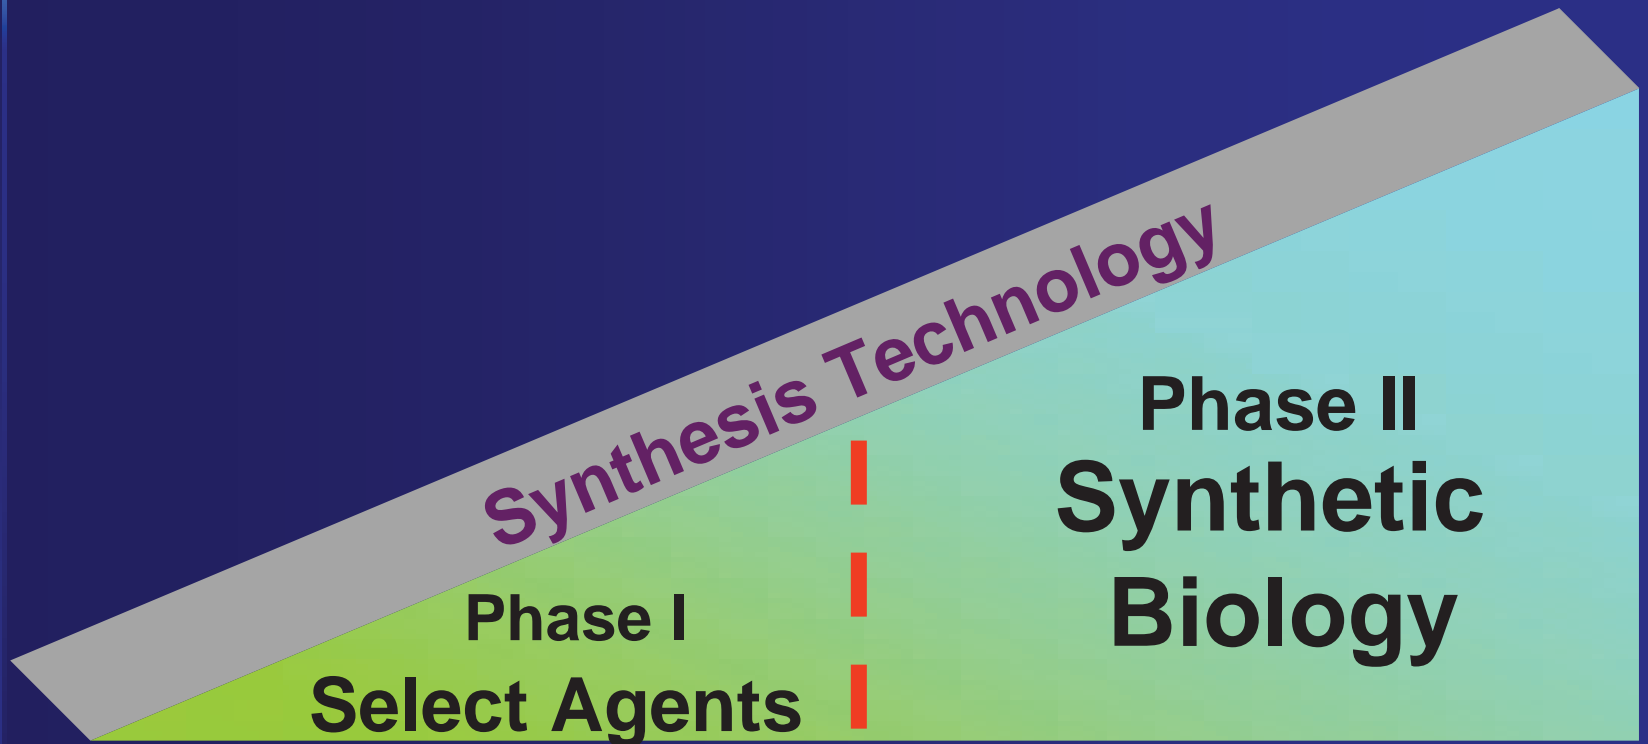 Synthesis Technology
Phase I
Select Agents
Phase II
Synthetic
Biology